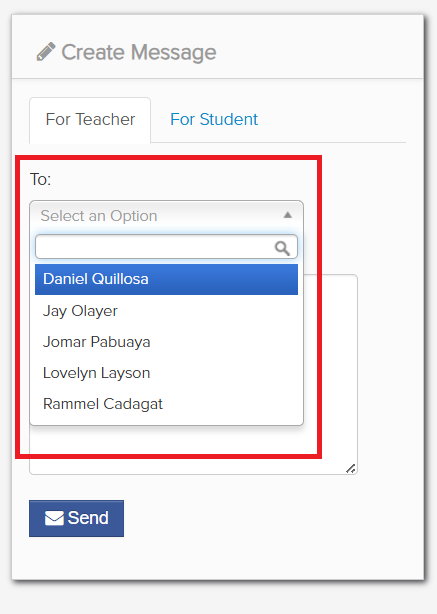 Create Message
For Teacher For Student
To:
Select an Option
Daniel Quillosa
Jay Olayer
Jomar Pabuaya
Lovelyn Layson
Rammel Cadagat
Send